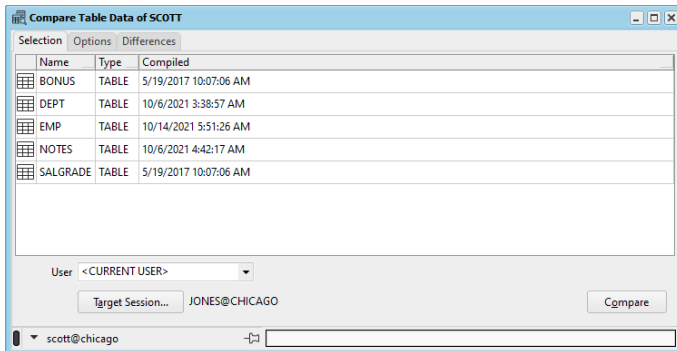 Compare Table Data of SCOTT
Selection Options Differences
Name Type Compiled
BONUS TABLE 5/19/2017 10:07:06 AM
DEPT TABLE 10/6/2021 3:38:57 AM
EMP TABLE 10/14/2021 5:51:26 AM
NOTES TABLE 10/6/2021 4:42:17 AM
SALGRADE TABLE 5/19/2017 10:07:06 AM
User <CURRENT USER>
Target Session... JONES@CHICAGO Compare
scott@chicago